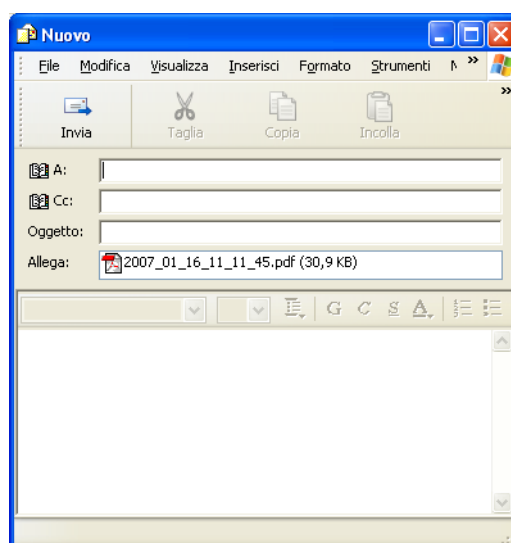 Nuovo
File Modifica Visualizza Inserisci Formato Strumenti »
Invia Taglia Copia Incolla »
A:
Cc:
Oggetto:
Allega: 2007_01_16_11_11_45.pdf (30,9 KB)
G C S A